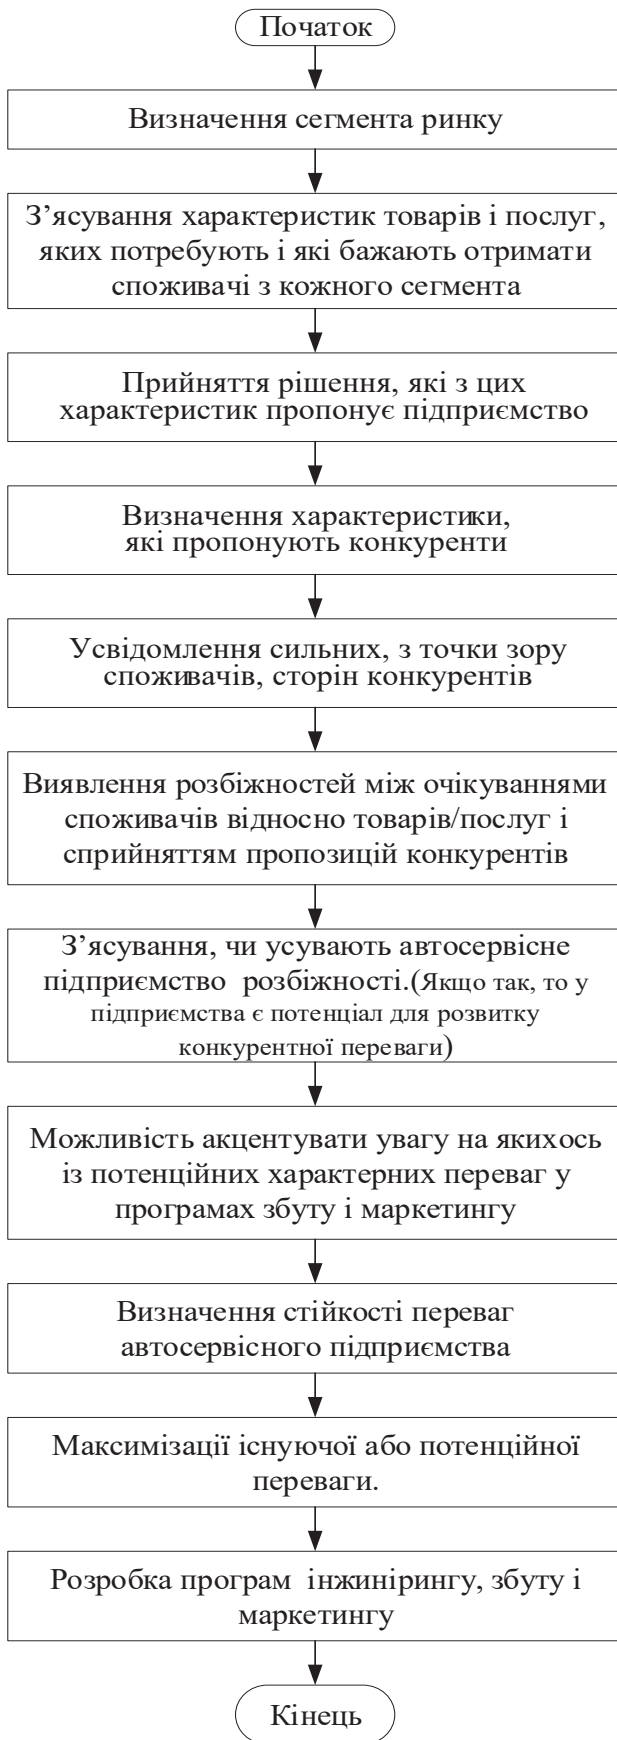 Початок
Визначення сегмента ринку
З’ясування характеристик товарів і послуг,
яких потребують і які бажають отримати
споживачі з кожного сегмента
Прийняття рішення, які з цих
характеристик пропонує підприємство
Визначення характеристики,
які пропонують конкуренти
Усвідомлення сильних, з точки зору
споживачів, сторін конкурентів
Виявлення розбіжностей між очікуваннями
споживачів відносно товарів/послуг і
сприйняттям пропозицій конкурентів
З’ясування, чи усувають автосервісне
підприємство розбіжності.(Якщо так, то у
підприємства є потенціал для розвитку
конкурентної переваги)
Можливість акцентувати увагу на якихось
із потенційних характерних переваг у
програмах збуту і маркетингу
Визначення стійкості переваг
автосервісного підприємства
Максимізації існуючої або потенційної
переваги.
Розробка програм інжинірингу, збуту і
маркетингу
Кінець